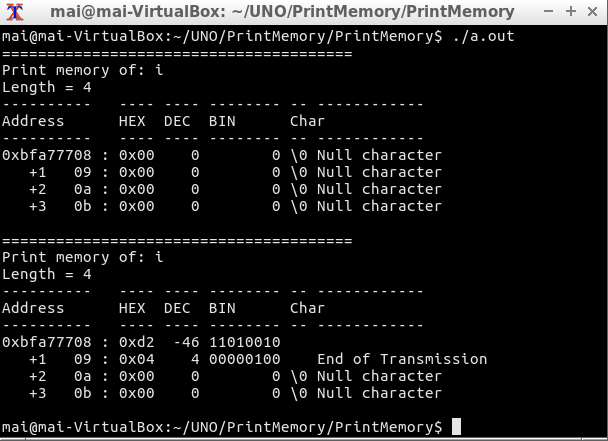 mai@mai-VirtualBox: ~/UNO/PrintMemory/PrintMemory
mai@mai-VirtualBox:~/UNO/PrintMemory/PrintMemory$ ./a.out
=======================================
Print memory of: i
Length = 4
----------   ---- ---- -------- -- ------------
Address      HEX  DEC  BIN      Char
----------   ---- ---- -------- -- ------------
0xbfa77708 : 0x00    0        0 \0 Null character
   +1   09 : 0x00    0        0 \0 Null character
   +2   0a : 0x00    0        0 \0 Null character
   +3   0b : 0x00    0        0 \0 Null character
=======================================
Print memory of: i
Length = 4
----------   ---- ---- -------- -- ------------
Address      HEX  DEC  BIN      Char
----------   ---- ---- -------- -- ------------
0xbfa77708 : 0xd2  -46 11010010
   +1   09 : 0x04    4 00000100    End of Transmission
   +2   0a : 0x00    0        0 \0 Null character
   +3   0b : 0x00    0        0 \0 Null character
mai@mai-VirtualBox:~/UNO/PrintMemory/PrintMemory$